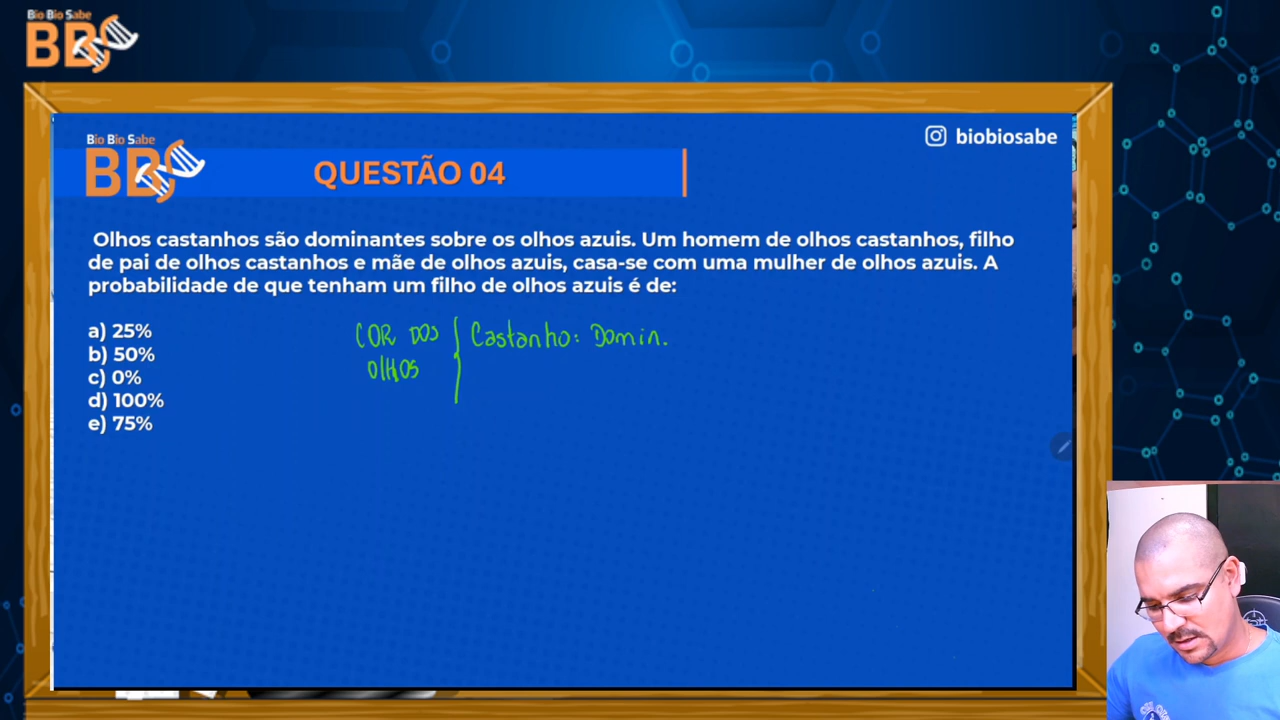 Bio Bio Sabe
BBS
biobiosabe
Bio Bio Sabe
BBS
QUESTÃO 04
Olhos castanhos são dominantes sobre os olhos azuis. Um homem de olhos castanhos, filho
de pai de olhos castanhos e mãe de olhos azuis, casa-se com uma mulher de olhos azuis. A
probabilidade de que tenham um filho de olhos azuis é de:
a) 25%
b) 50%
c) 0%
d) 100%
e) 75%
COR DOS
OlHOS
Castanho: Domin.